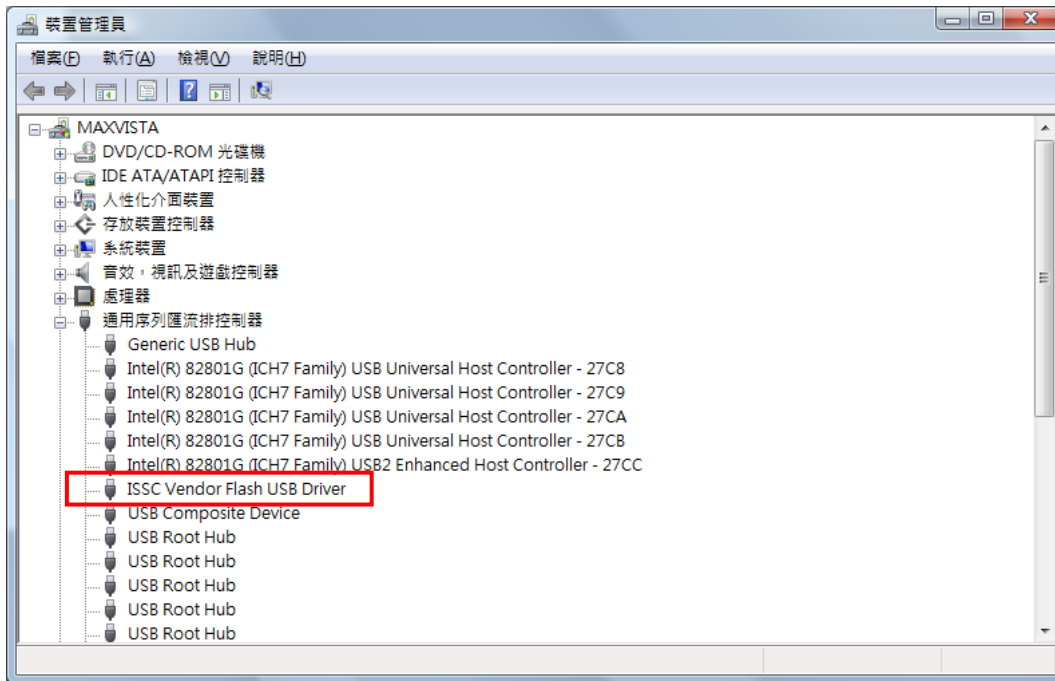 裝置管理員
檔案(F) 執行(A) 檢視(V) 說明(H)
MAXVISTA
DVD/CD-ROM 光碟機
IDE ATA/ATAPI 控制器
人性化介面裝置
存放裝置控制器
系統裝置
音效，視訊及遊戲控制器
處理器
通用序列匯流排控制器
Generic USB Hub
Intel(R) 82801G (ICH7 Family) USB Universal Host Controller - 27C8
Intel(R) 82801G (ICH7 Family) USB Universal Host Controller - 27C9
Intel(R) 82801G (ICH7 Family) USB Universal Host Controller - 27CA
Intel(R) 82801G (ICH7 Family) USB Universal Host Controller - 27CB
Intel(R) 82801G (ICH7 Family) USB2 Enhanced Host Controller - 27CC
ISSC Vendor Flash USB Driver
USB Composite Device
USB Root Hub
USB Root Hub
USB Root Hub
USB Root Hub
USB Root Hub